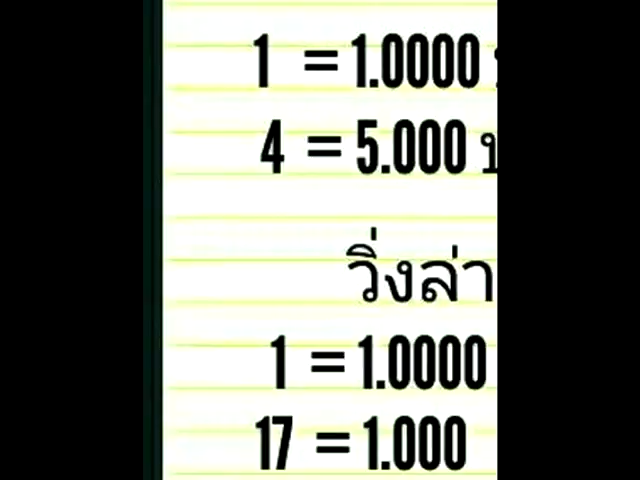 1 = 1.0000
4 = 5.000
วิ่งล่า
1 = 1.0000
17 = 1.000